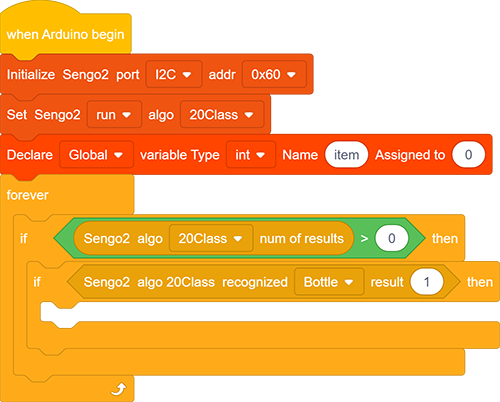 when Arduino begin
Initialize Sengo2 port I2C addr 0x60
Set Sengo2 run algo 20Class
Declare Global variable Type int Name item Assigned to 0
forever
if Sengo2 algo 20Class num of results > 0 then
if Sengo2 algo 20Class recognized Bottle result 1 then